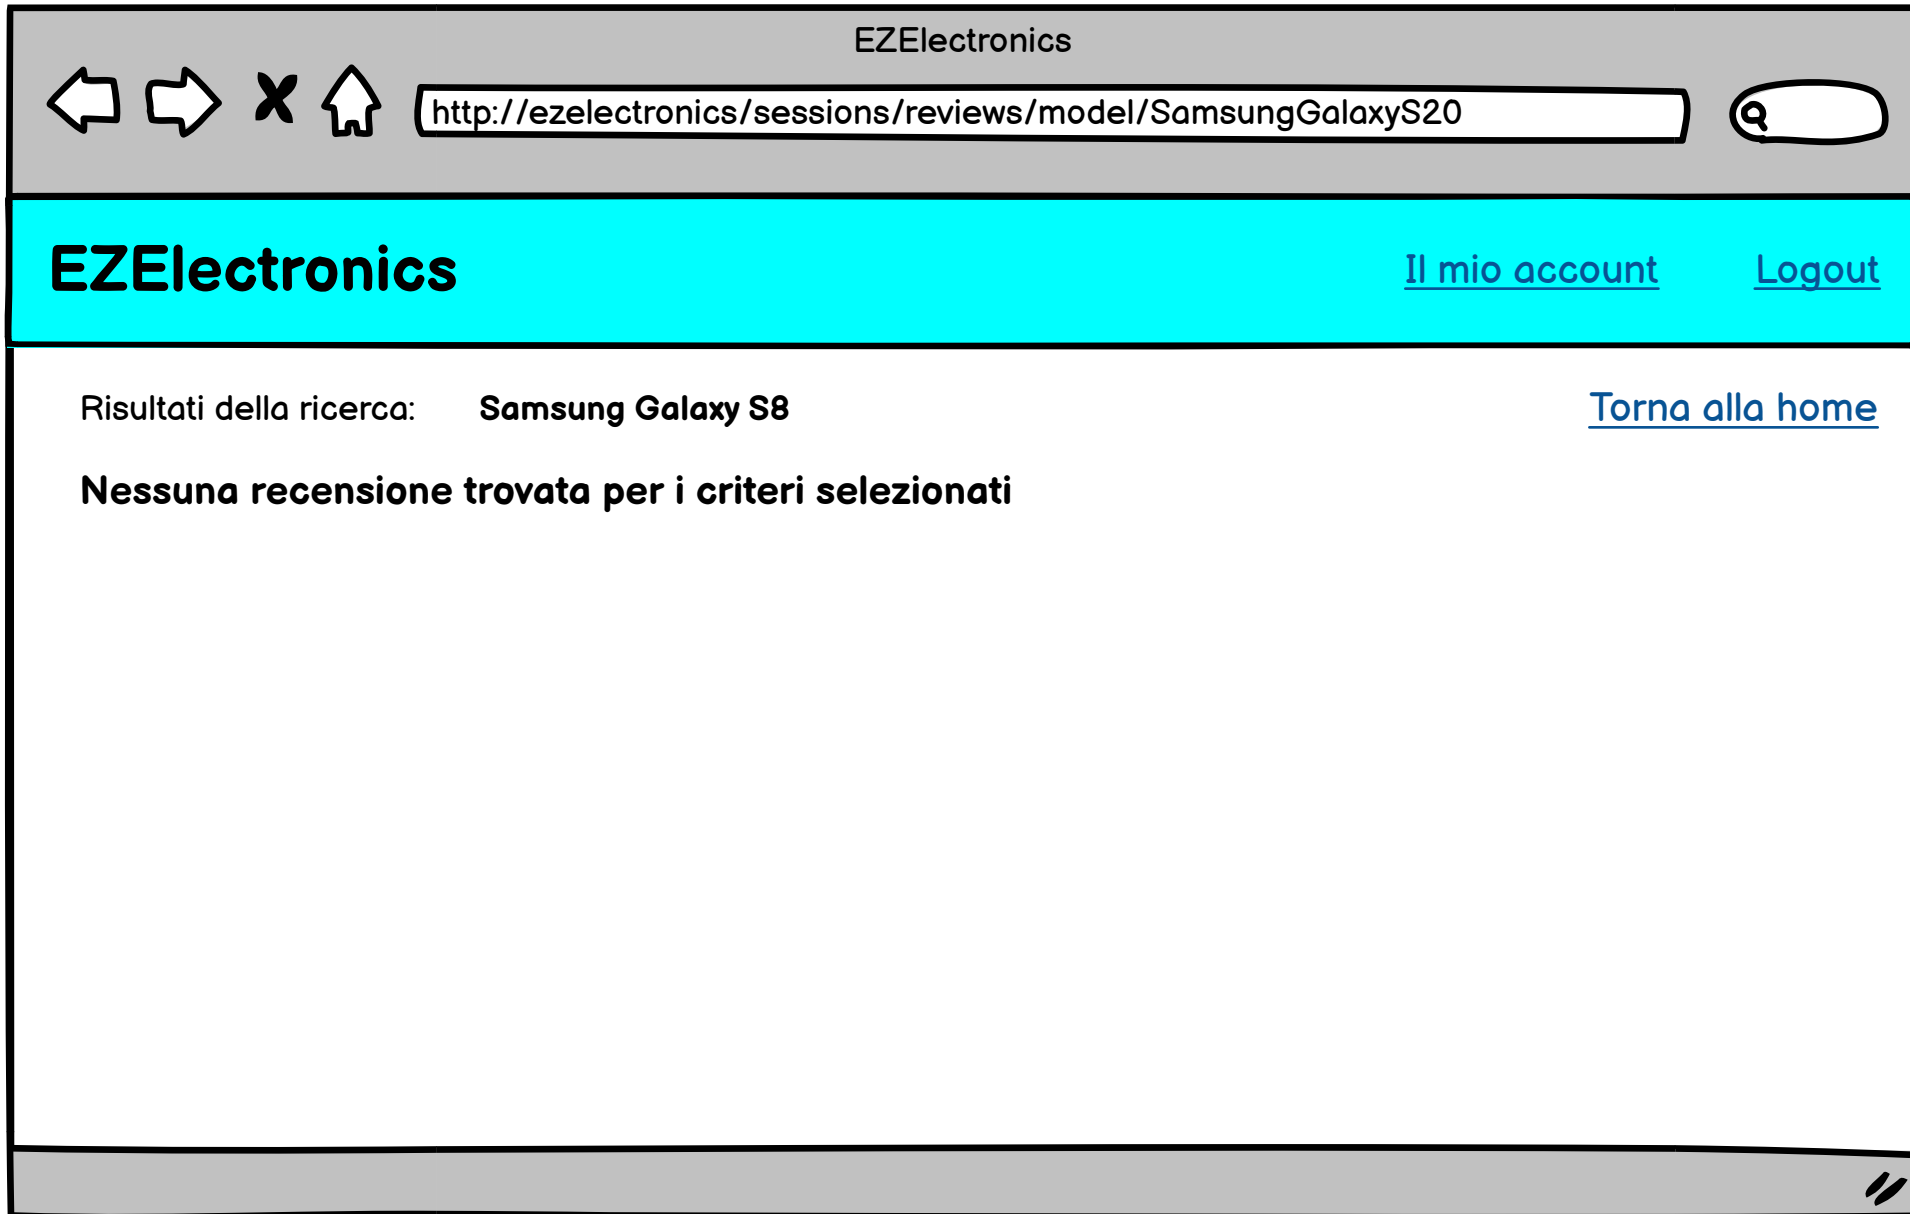 EZElectronics
http://ezelectronics/sessions/reviews/model/SamsungGalaxyS20
EZElectronics Il mio account Logout
Risultati della ricerca: Samsung Galaxy S8 Torna alla home
Nessuna recensione trovata per i criteri selezionati